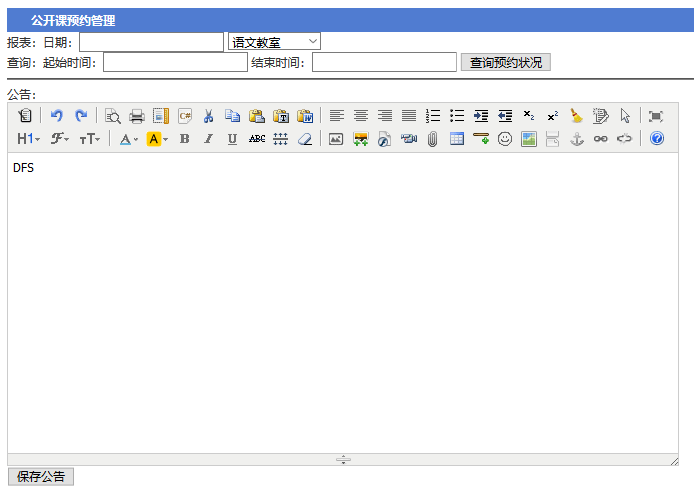 公开课预约管理
报表：日期： 语文教室
查询：起始时间： 结束时间： 查询预约状况
公告：
H1 F TT A A B I U ABC
DFS
保存公告